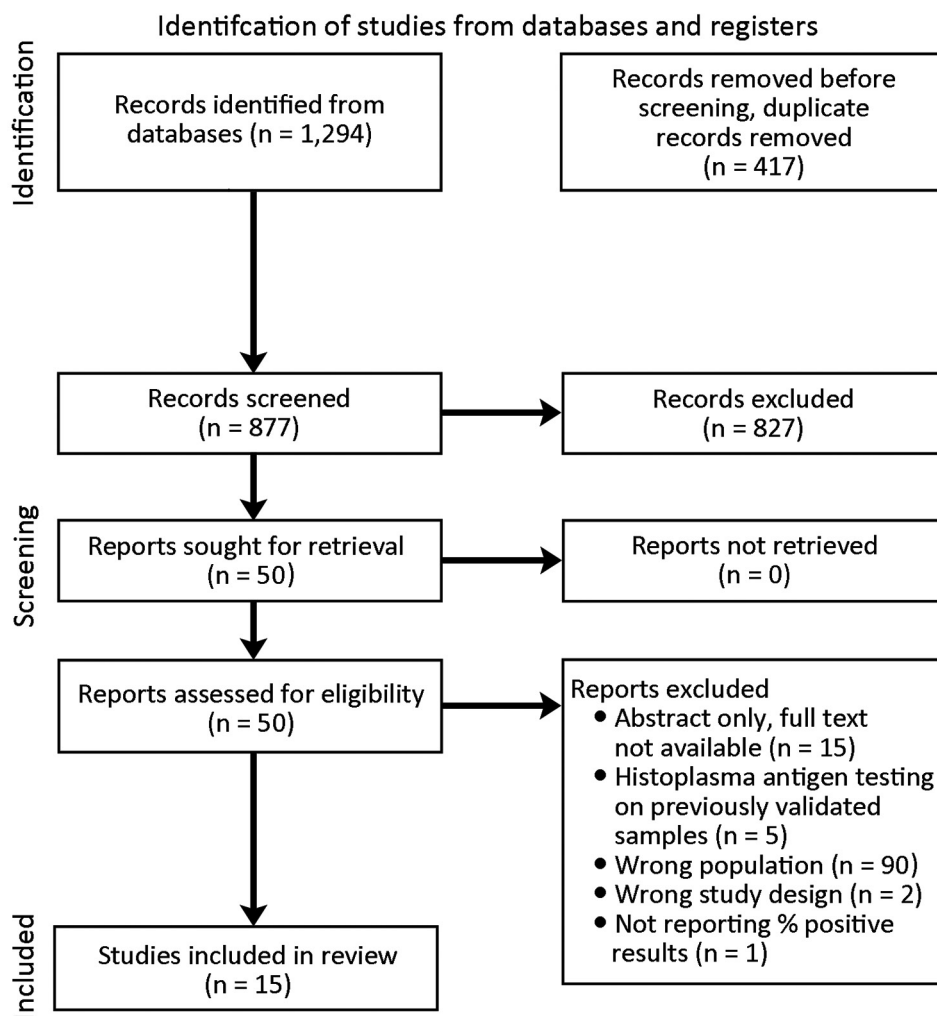 Identifcation of studies from databases and registers
Identification
Records identified from
databases (n = 1,294)
Records removed before
screening, duplicate
records removed
(n = 417)
Records screened
(n = 877)
Records excluded
(n = 827)
Screening
Reports sought for retrieval
(n = 50)
Reports not retrieved
(n = 0)
Reports assessed for eligibility
(n = 50)
Reports excluded
• Abstract only, full text
not available (n = 15)
• Histoplasma antigen testing
on previously validated
samples (n = 5)
• Wrong population (n = 90)
• Wrong study design (n = 2)
• Not reporting % positive
results (n = 1)
Included
Studies included in review
(n = 15)